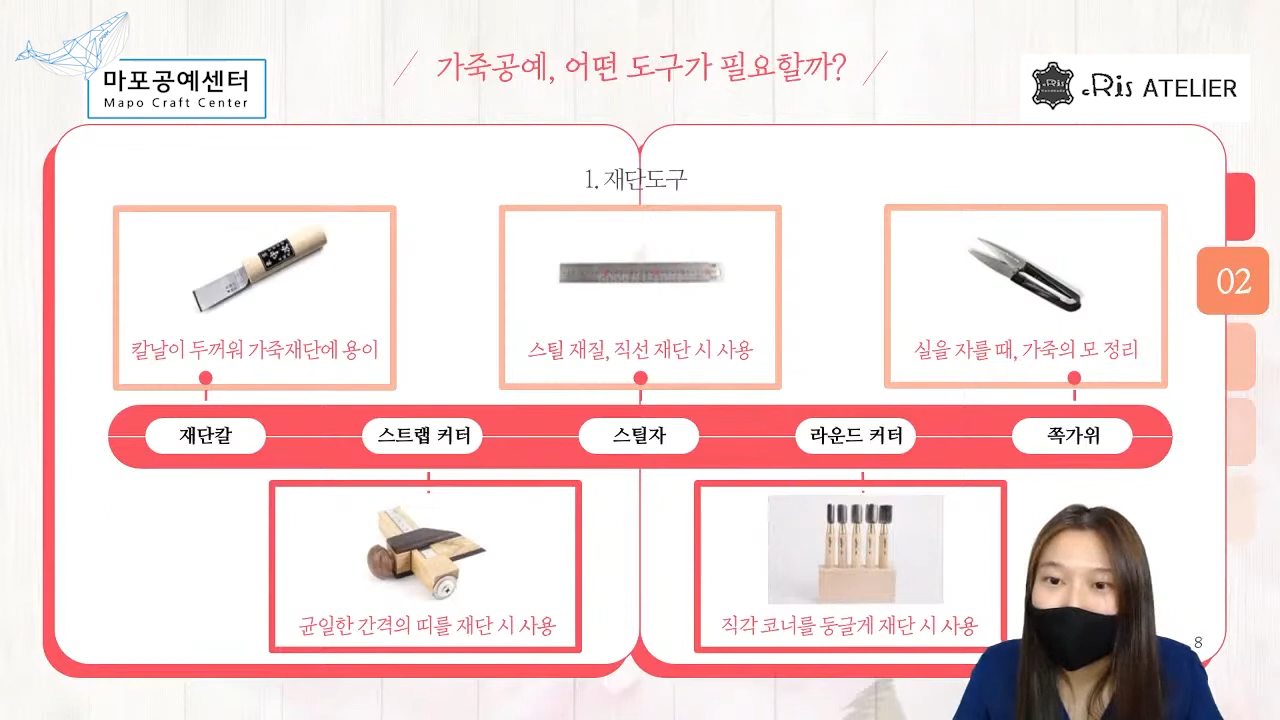 마포공예센터
Mapo Craft Center
가죽공예, 어떤 도구가 필요할까?
Ris ATELIER
1. 재단도구
칼날이 두꺼워 가죽재단에 용이
스틸 재질, 직선 재단 시 사용
실을 자를 때, 가죽의 모 정리
02
재단칼
스트랩 커터
스틸자
라운드 커터
쪽가위
균일한 간격의 띠를 재단 시 사용
직각 코너를 둥글게 재단 시 사용
8